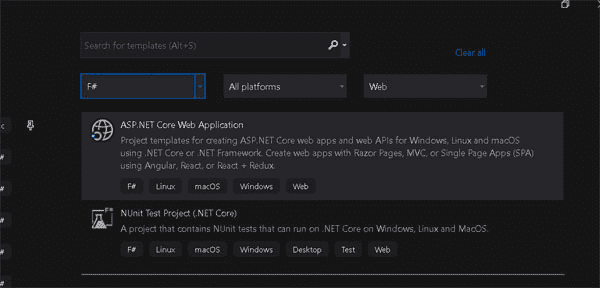 Search for templates (Alt+S)
Clear all
F#
All platforms
Web
ASP.NET Core Web Application
Project templates for creating ASP.NET Core web apps and web APIs for Windows, Linux and macOS
using .NET Core or .NET Framework. Create web apps with Razor Pages, MVC, or Single Page Apps (SPA)
using Angular, React, or React + Redux.
F# Linux macOS Windows Web
NUnit Test Project (.NET Core)
A project that contains NUnit tests that can run on .NET Core on Windows, Linux and MacOS.
F# Linux macOS Windows Desktop Test Web